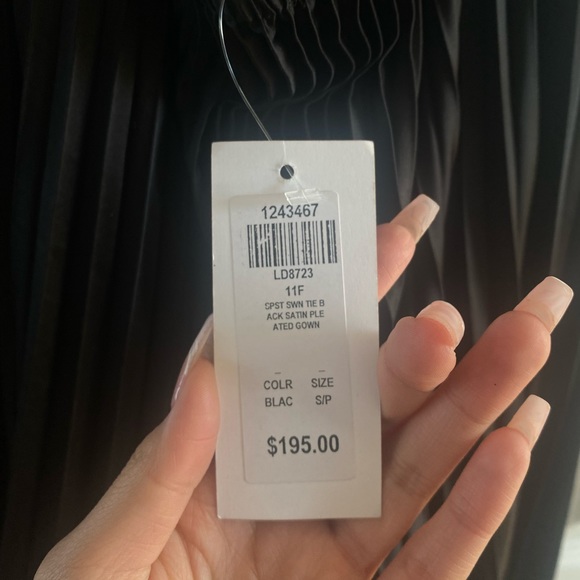 1243467
LD8723
11F
SPST SWN TIE B
ACK SATIN PLE
ATED GOWN
COLR SIZE
BLAC S/P
$195.00